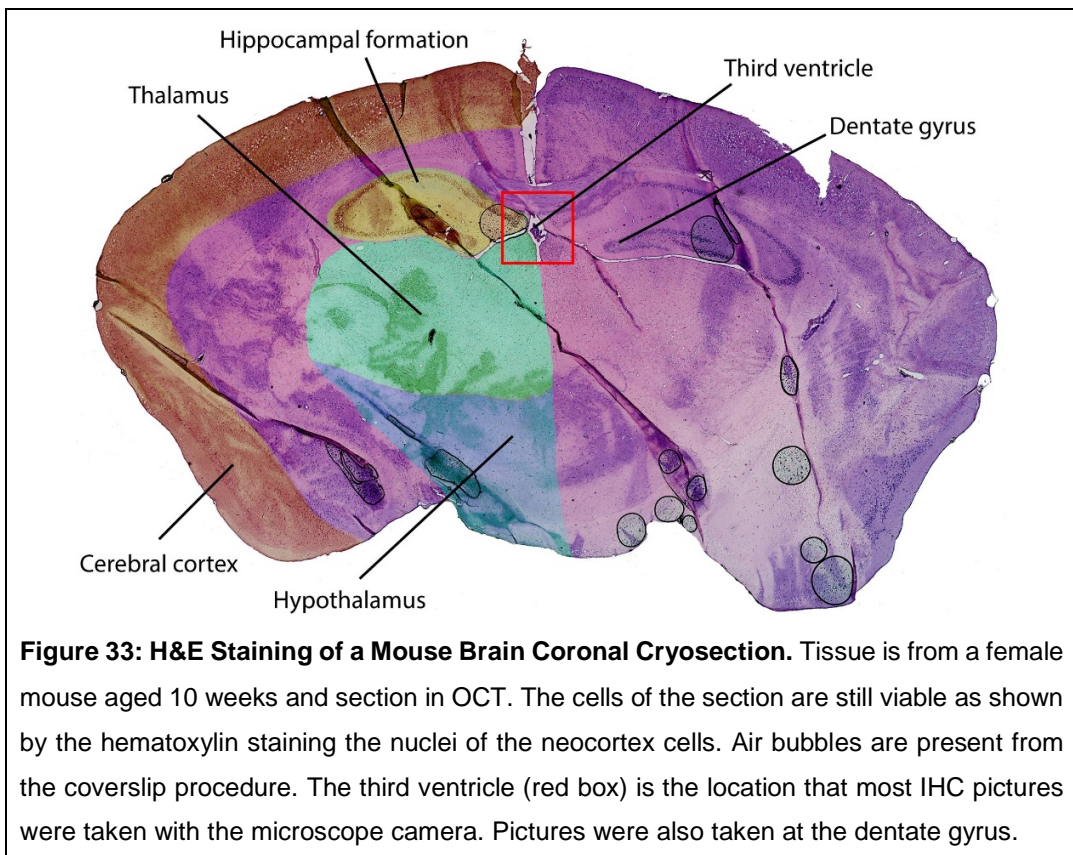 Hippocampal formation
Third ventricle
Thalamus
Dentate gyrus
Cerebral cortex
Hypothalamus
Figure 33: H&E Staining of a Mouse Brain Coronal Cryosection. Tissue is from a female
mouse aged 10 weeks and section in OCT. The cells of the section are still viable as shown
by the hematoxylin staining the nuclei of the neocortex cells. Air bubbles are present from
the coverslip procedure. The third ventricle (red box) is the location that most IHC pictures
were taken with the microscope camera. Pictures were also taken at the dentate gyrus.